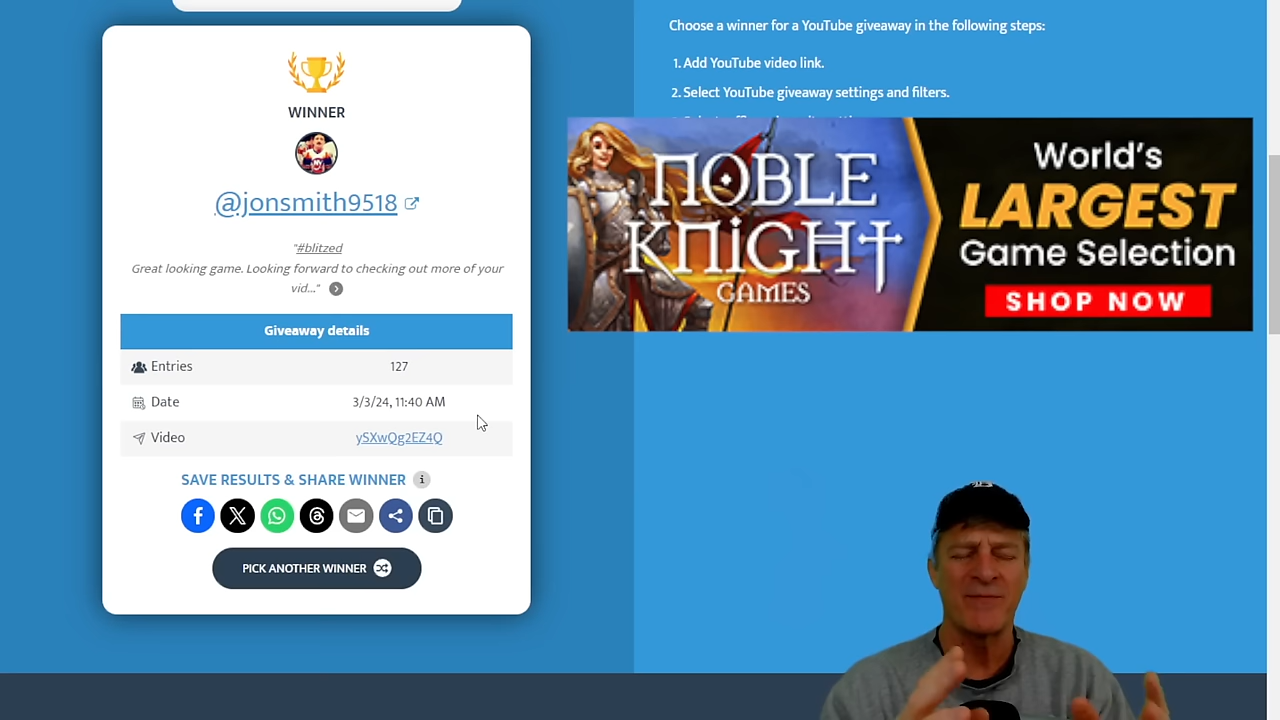 WINNER
@jonsmith9518
"#blitzed
Great looking game. Looking forward to checking out more of your
vid..."
Giveaway details
Entries 127
Date 3/3/24, 11:40 AM
Video ySXwQg2EZ4Q
SAVE RESULTS & SHARE WINNER
PICK ANOTHER WINNER
Choose a winner for a YouTube giveaway in the following steps:
1. Add YouTube video link.
2. Select YouTube giveaway settings and filters.
NOBLE
KNIGHT
GAMES
World's
LARGEST
Game Selection
SHOP NOW